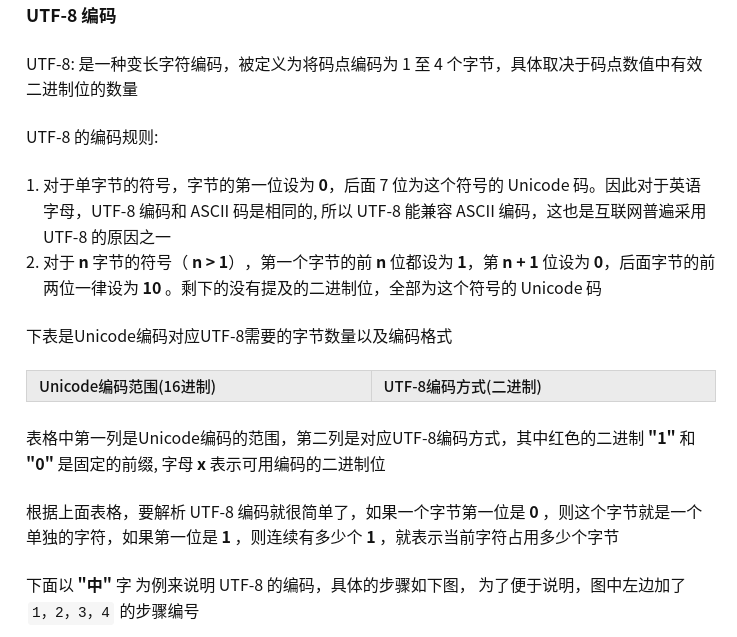 UTF-8 编码
UTF-8: 是一种变长字符编码，被定义为将码点编码为 1 至 4 个字节，具体取决于码点数值中有效
二进制位的数量
UTF-8 的编码规则:
1. 对于单字节的符号，字节的第一位设为 0，后面 7 位为这个符号的 Unicode 码。因此对于英语
字母，UTF-8 编码和 ASCII 码是相同的, 所以 UTF-8 能兼容 ASCII 编码，这也是互联网普遍采用
UTF-8 的原因之一
2. 对于 n 字节的符号（ n > 1），第一个字节的前 n 位都设为 1，第 n + 1 位设为 0，后面字节的前
两位一律设为 10 。剩下的没有提及的二进制位，全部为这个符号的 Unicode 码
下表是Unicode编码对应UTF-8需要的字节数量以及编码格式
Unicode编码范围(16进制) UTF-8编码方式(二进制)
表格中第一列是Unicode编码的范围，第二列是对应UTF-8编码方式，其中红色的二进制 "1" 和
"0" 是固定的前缀, 字母 x 表示可用编码的二进制位
根据上面表格，要解析 UTF-8 编码就很简单了，如果一个字节第一位是 0 ，则这个字节就是一个
单独的字符，如果第一位是 1 ，则连续有多少个 1 ，就表示当前字符占用多少个字节
下面以 "中" 字 为例来说明 UTF-8 的编码，具体的步骤如下图， 为了便于说明，图中左边加了
1，2，3，4 的步骤编号